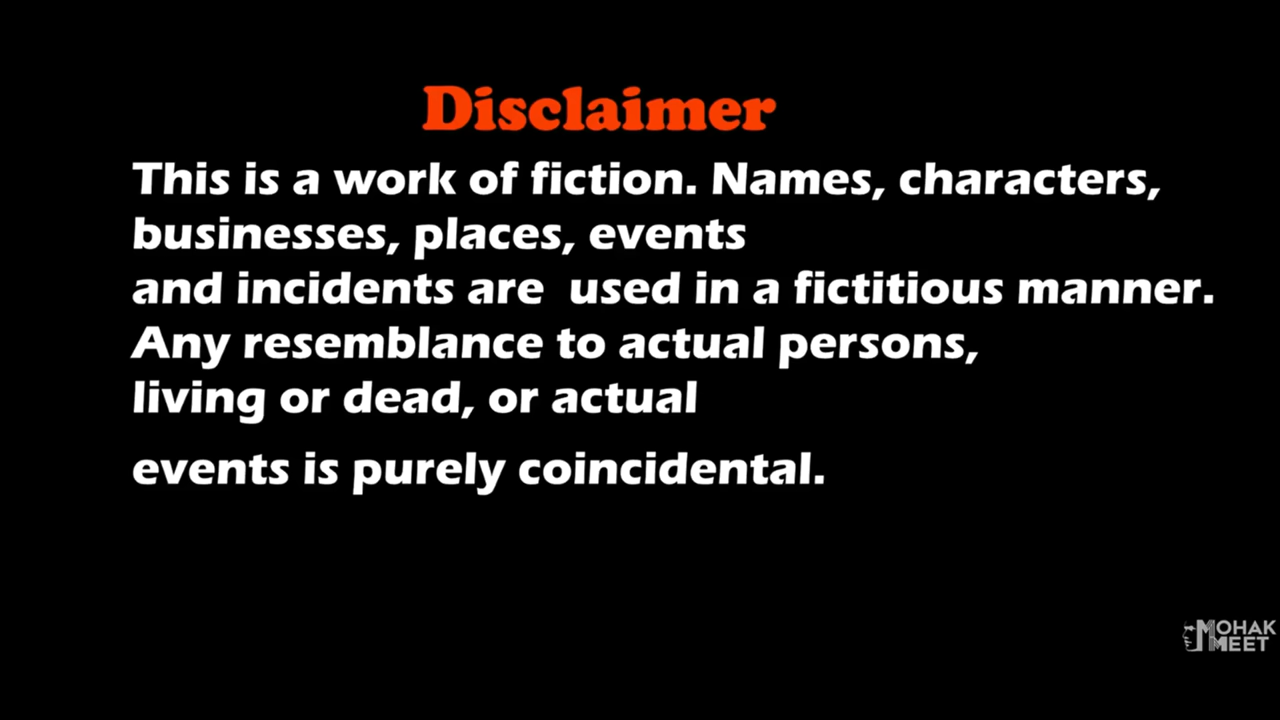 Disclaimer
This is a work of fiction. Names, characters,
businesses, places, events
and incidents are  used in a fictitious manner.
Any resemblance to actual persons,
living or dead, or actual
events is purely coincidental.
MOHAK
MEET